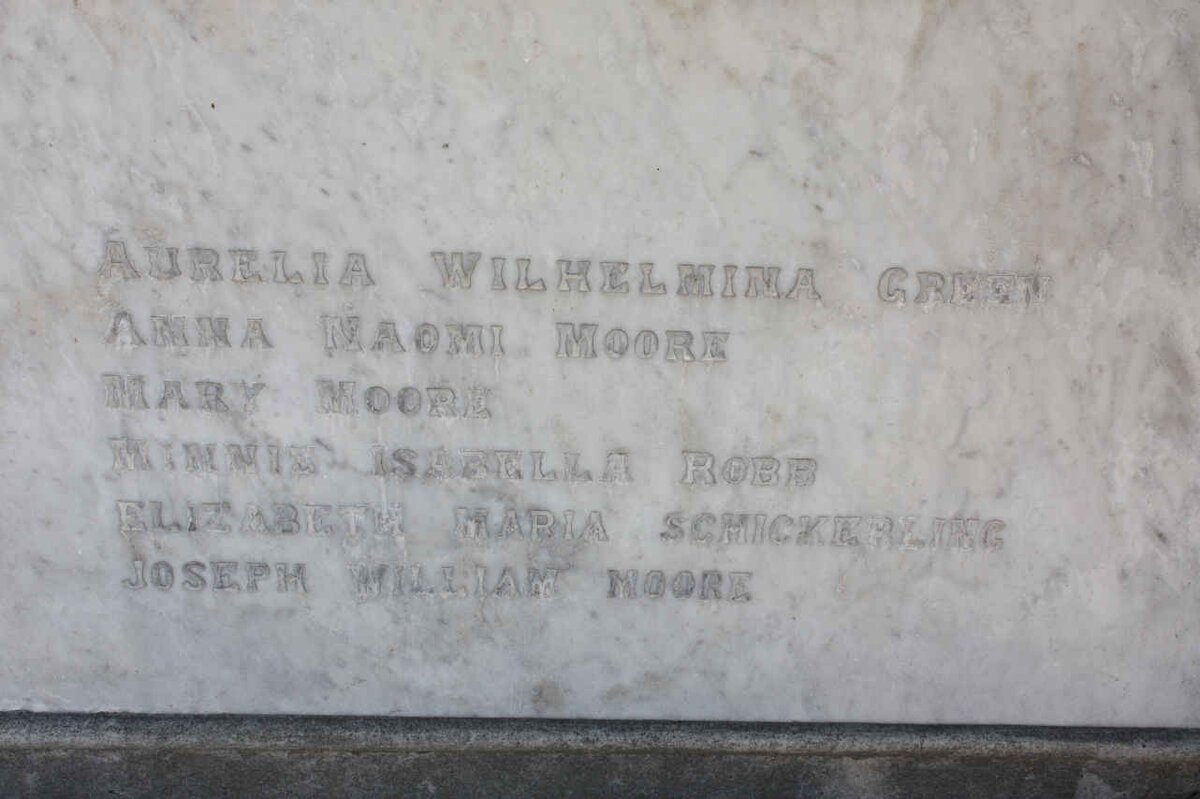 AURELIA WILHELMINA GREEN
ANNA NAOMI MOORE
MARY MOORE
MINNIE ISABELLA ROBB
ELIZABETH MARIA SCHICKERLING
JOSEPH WILLIAM MOORE